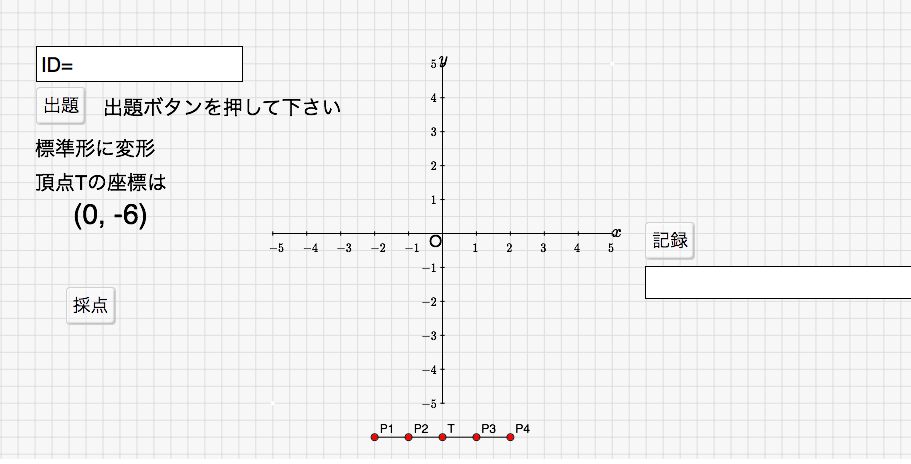 ID=
出題 出題ボタンを押して下さい
標準形に変形
頂点Tの座標は
(0, -6)
採点
y
5
4
3
2
1
−5 −4 −3 −2 −1 O 1 2 3 4 5 x
−1
−2
−3
−4
−5
P1 P2 T P3 P4
記録